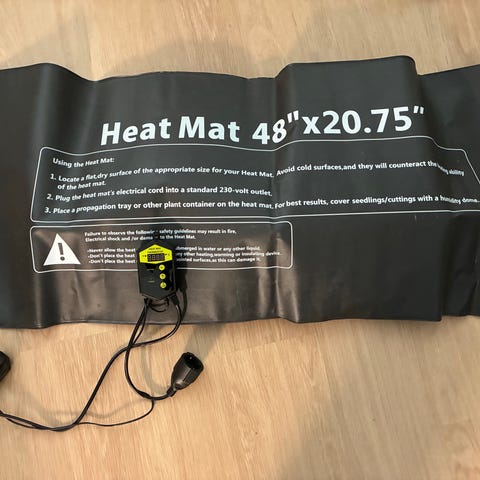 Heat Mat 48"x20.75"
Using the Heat Mat:
1. Locate a flat,dry surface of the appropriate size for your Heat Mat. Avoid cold surfaces,and they will counteract the ability
of the heat mat.
2. Plug the heat mat's electrical cord into a standard 230-volt outlet.
3. Place a propagation tray or other plant container on the heat mat. For best results, cover seedlings/cuttings with a humidity dome.
Failure to observe the following safety guidelines may result in fire,
Electrical shock and /or to the Heat Mat.
-Never allow the heat submerged in water or any other liquid.
-Don't place the heat any other heating,warming or insulating device.
-Don't place the heat surfaces,as this can damage it.